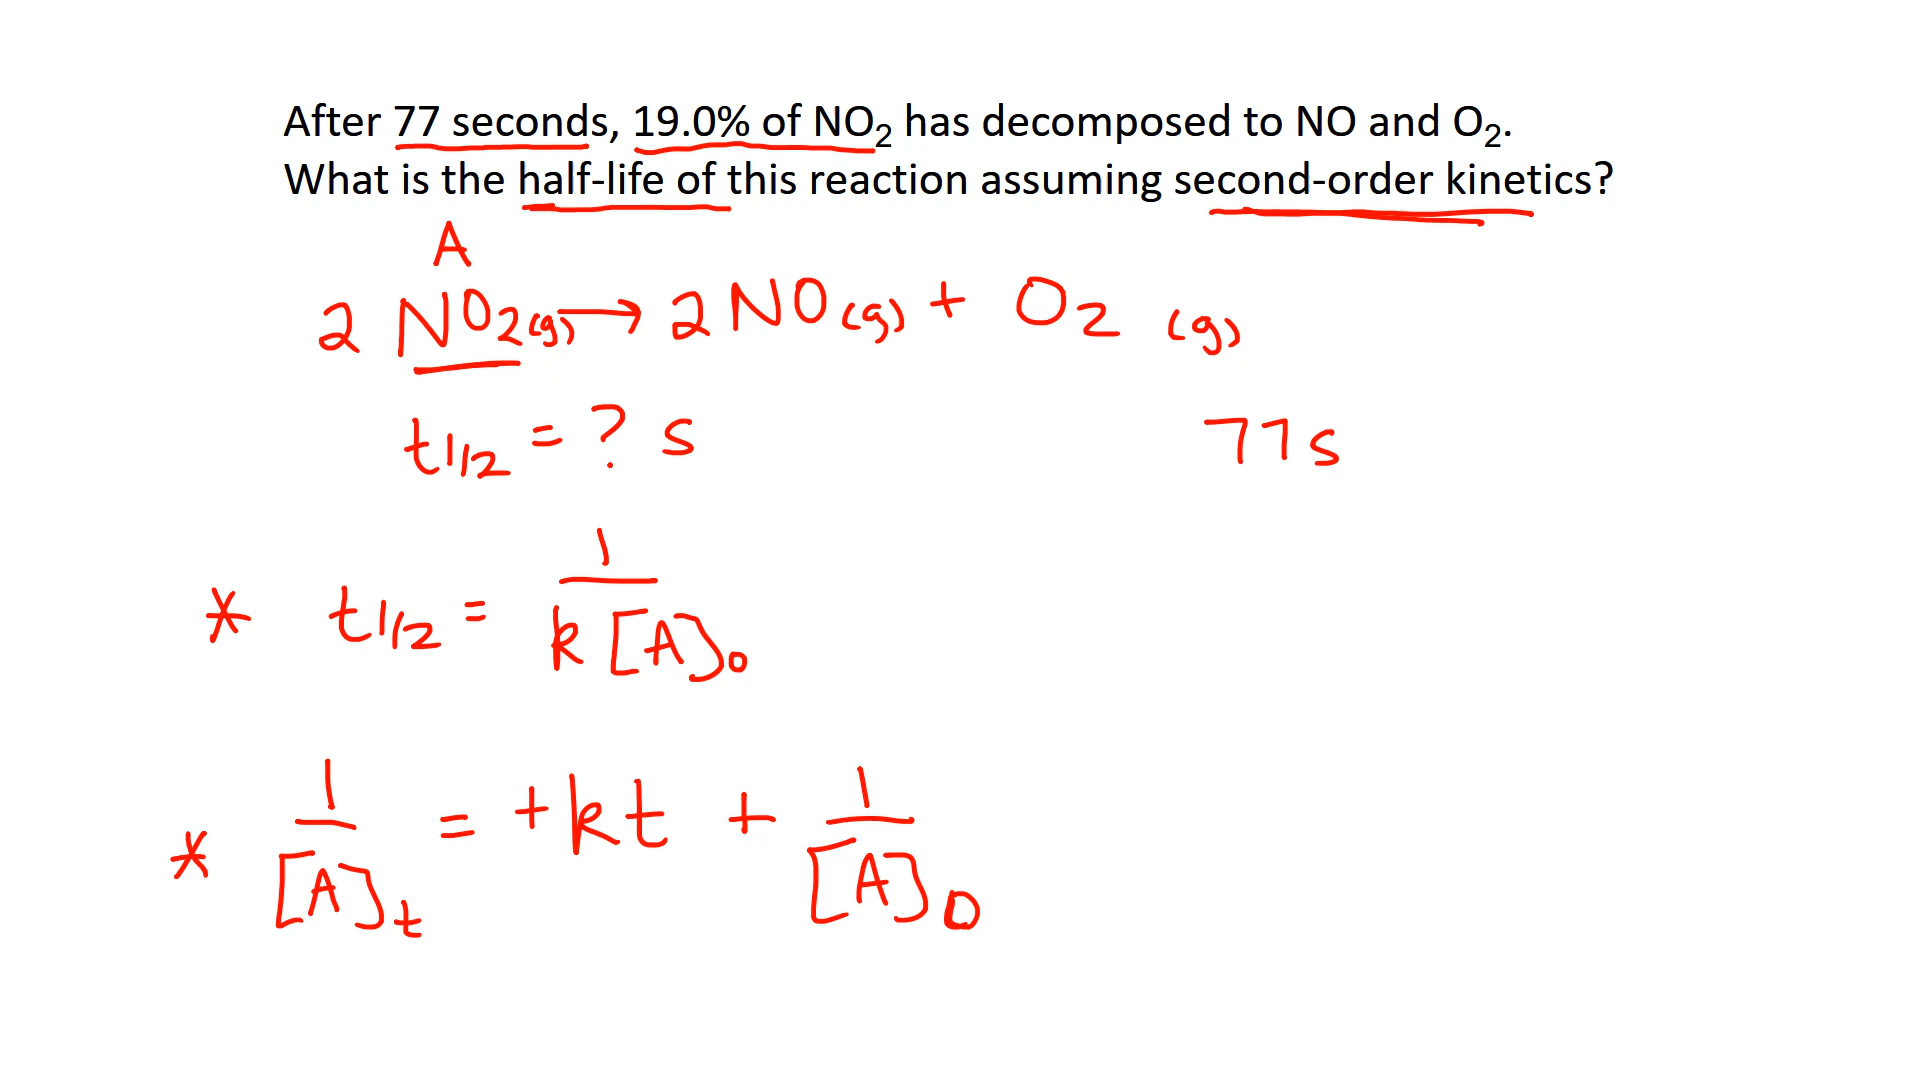 After 77 seconds, 19.0% of NO₂ has decomposed to NO and O₂.
What is the half-life of this reaction assuming second-order kinetics?
A
2 NO₂(g) → 2 NO(g) + O₂ (g)
t1/2 = ? s 77 s
* t1/2 = 1 / k [A]₀
* 1 / [A]t = +kt + 1 / [A]₀